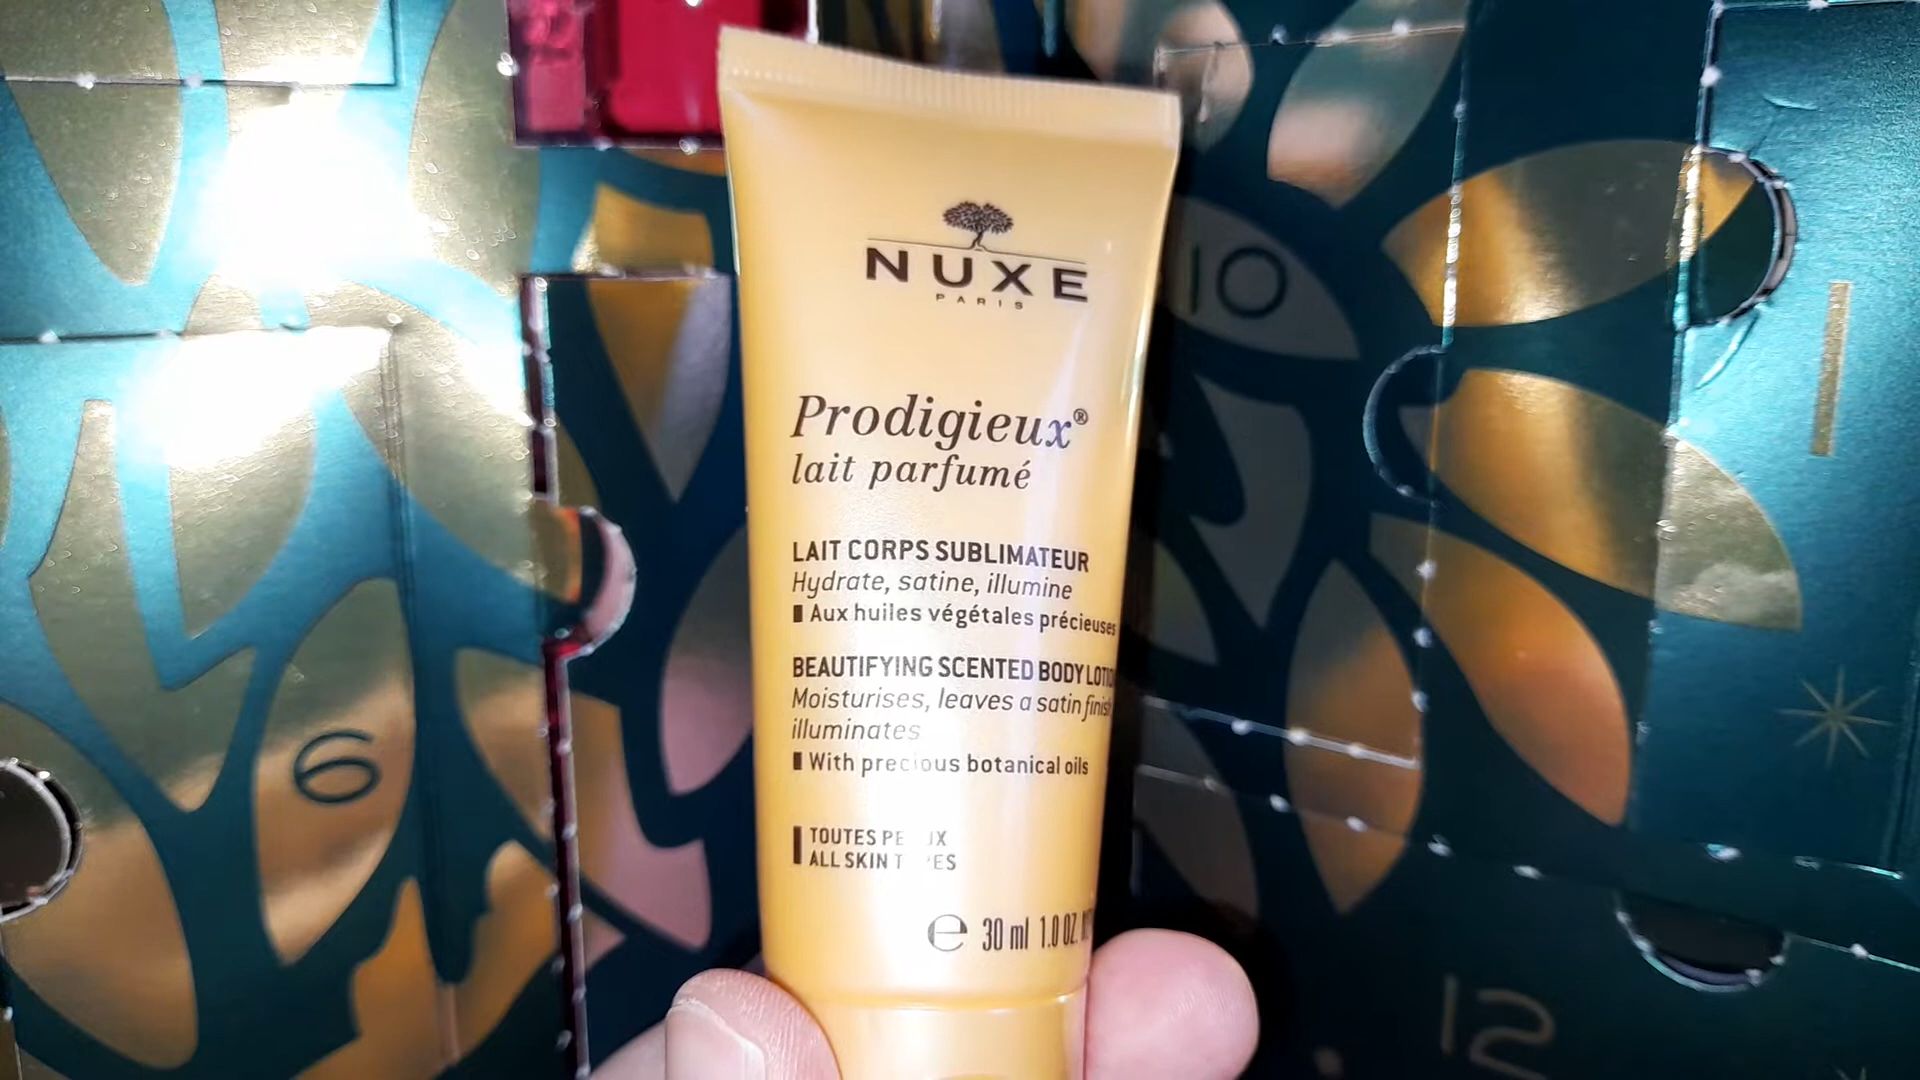 NUXE
PARIS
Prodigieux®
lait parfumé
LAIT CORPS SUBLIMATEUR
Hydrate, satine, illumine
Aux huiles végétales précieuses
BEAUTIFYING SCENTED BODY
Moisturises, leaves a satin
illuminates
With precious botanical oils
TOUTES
ALL SKIN
e 30 ml 1.0 OZ.
10
6
12